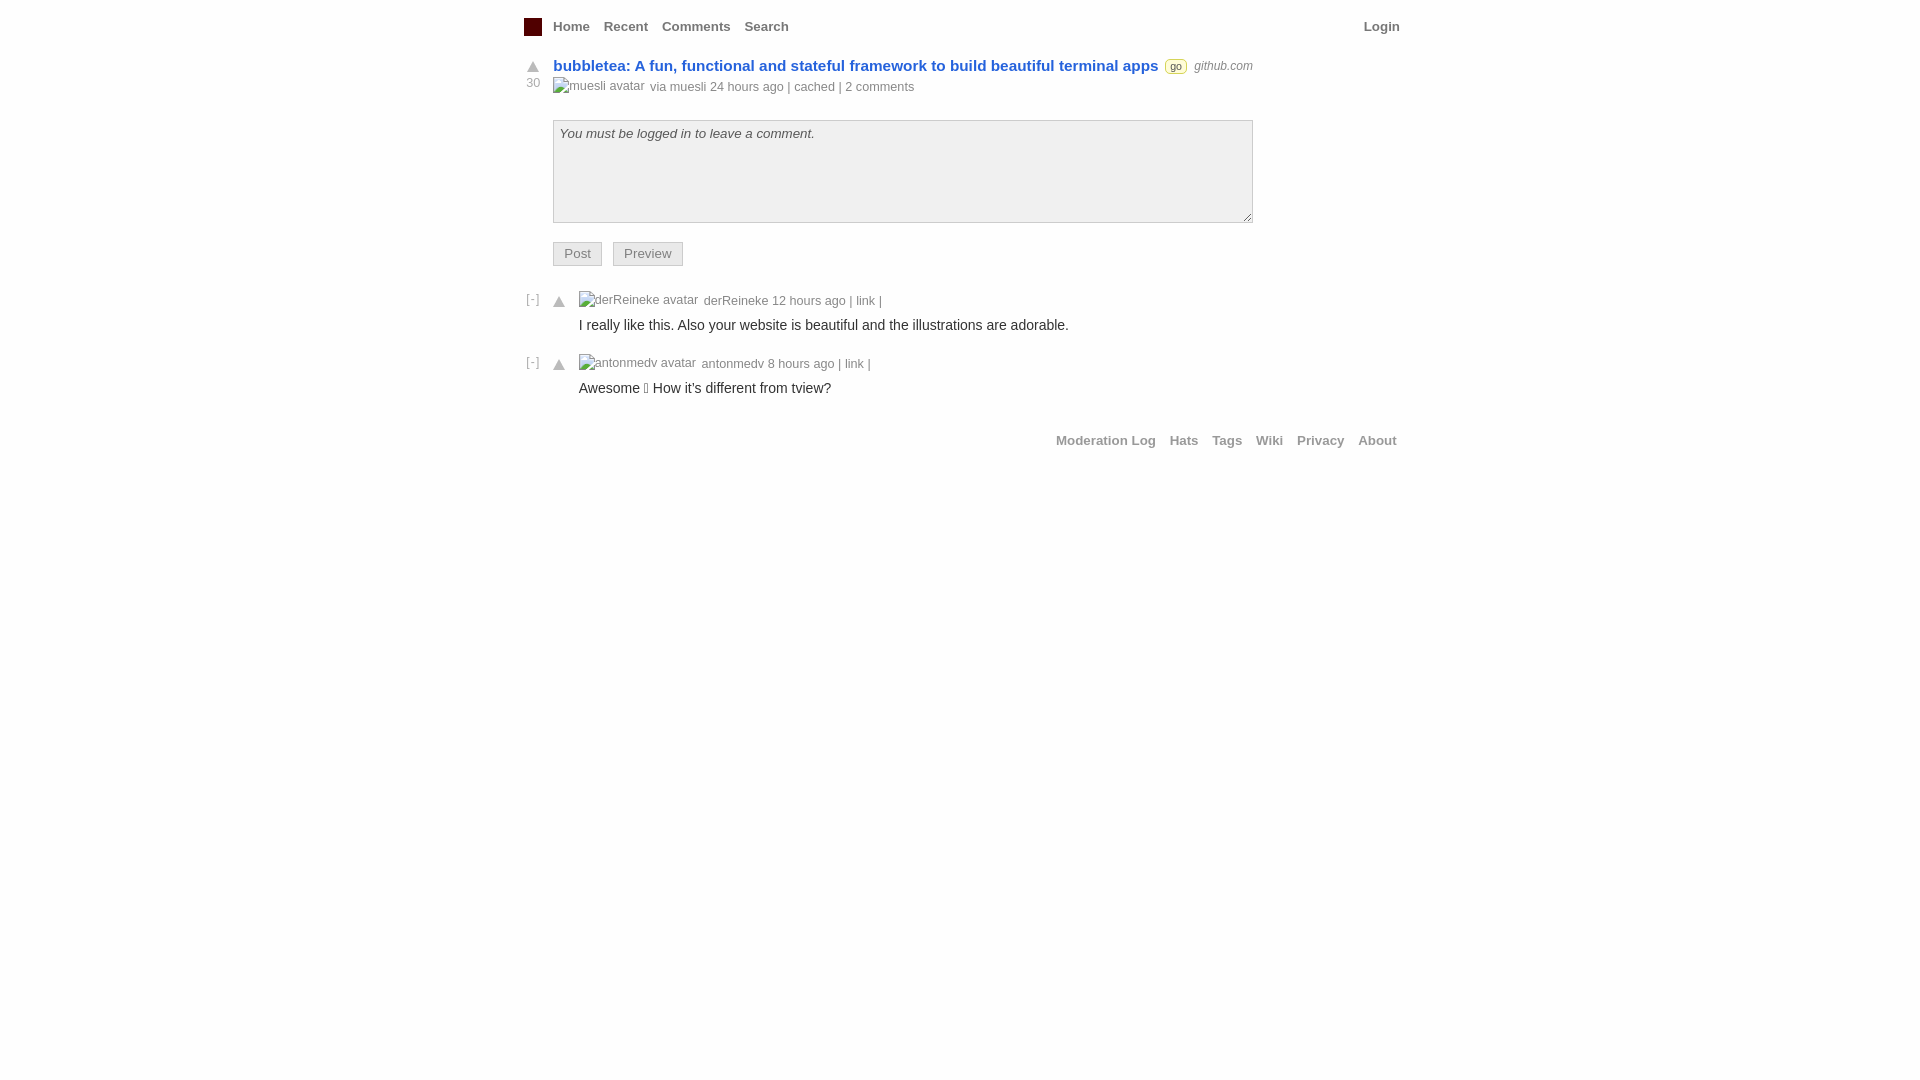 Home Recent Comments Search Login
bubbletea: A fun, functional and stateful framework to build beautiful terminal apps go github.com
30
muesli avatar via muesli 24 hours ago | cached | 2 comments
You must be logged in to leave a comment.
Post Preview
[-] derReineke avatar derReineke 12 hours ago | link |
I really like this. Also your website is beautiful and the illustrations are adorable.
[-] antonmedv avatar antonmedv 8 hours ago | link |
Awesome How it’s different from tview?
Moderation Log Hats Tags Wiki Privacy About